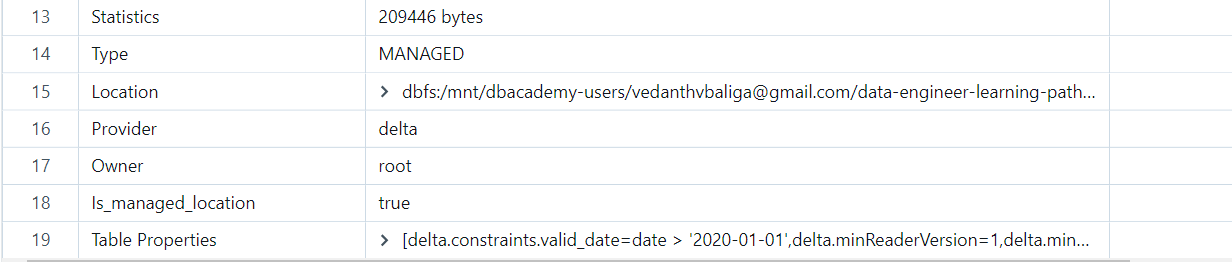 13 Statistics 209446 bytes
14 Type MANAGED
15 Location > dbfs:/mnt/dbacademy-users/vedanthvbaliga@gmail.com/data-engineer-learning-path...
16 Provider delta
17 Owner root
18 Is_managed_location true
19 Table Properties > [delta.constraints.valid_date=date > '2020-01-01',delta.minReaderVersion=1,delta.min...